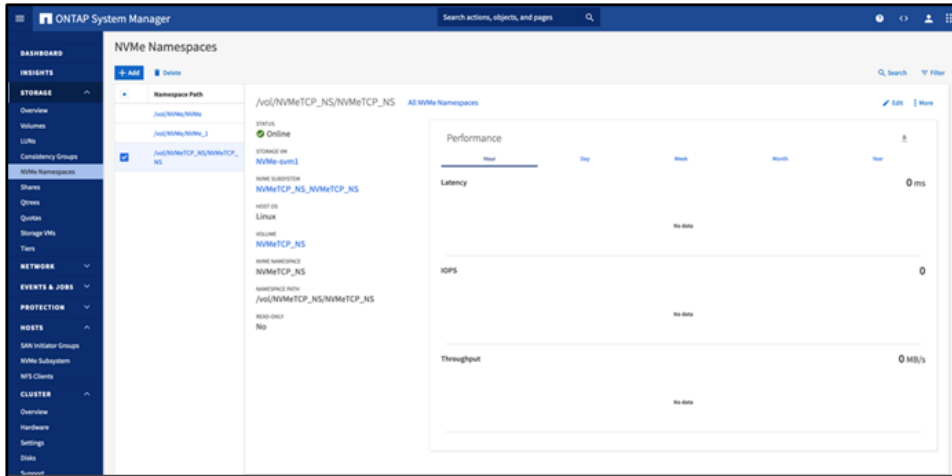 ONTAP System Manager
Search actions, objects, and pages
DASHBOARD
INSIGHTS
STORAGE
Overview
Volumes
LUNs
Consistency Groups
NVMe Namespaces
Shares
Qtrees
Quotas
Storage VMs
Tiers
NETWORK
EVENTS & JOBS
PROTECTION
HOSTS
SAN Initiator Groups
NVMe Subsystem
NFS Clients
CLUSTER
Overview
Hardware
Settings
Disks
Support
NVMe Namespaces
+ Add
Delete
Search
Filter
Namespace Path
/vol/NVMe/NVMe
/vol/NVMe/NVMe_1
/vol/NVMeTCP_NS/NVMeTCP_
NS
/vol/NVMeTCP_NS/NVMeTCP_NS
All NVMe Namespaces
Edit
More
STATUS
Online
STORAGE VM
NVMe-svm1
NVME SUBSYSTEM
NVMeTCP_NS_NVMeTCP_NS
HOST OS
Linux
VOLUME
NVMeTCP_NS
NVME NAMESPACE
NVMeTCP_NS
NAMESPACE PATH
/vol/NVMeTCP_NS/NVMeTCP_NS
READ-ONLY
No
Performance
Hour
Day
Week
Month
Year
Latency
0 ms
No data
IOPS
0
No data
Throughput
0 MB/s
No data